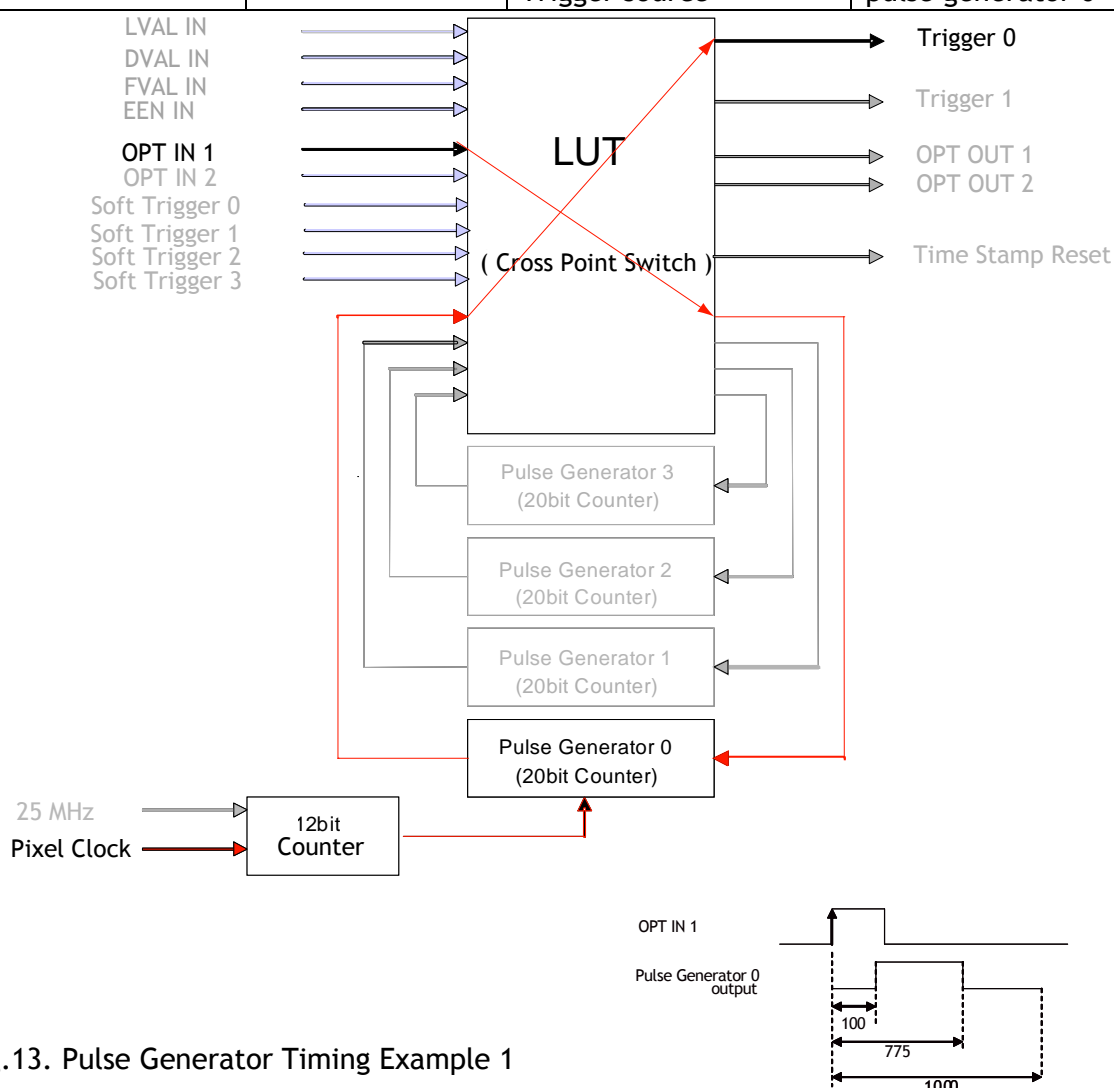 Trigger source
pulse generator 0
LVAL IN
DVAL IN
FVAL IN
EEN IN
OPT IN 1
OPT IN 2
Soft Trigger 0
Soft Trigger 1
Soft Trigger 2
Soft Trigger 3
LUT
( Cross Point Switch )
Trigger 0
Trigger 1
OPT OUT 1
OPT OUT 2
Time Stamp Reset
Pulse Generator 3
(20bit Counter)
Pulse Generator 2
(20bit Counter)
Pulse Generator 1
(20bit Counter)
Pulse Generator 0
(20bit Counter)
25 MHz
Pixel Clock
12bit
Counter
OPT IN 1
Pulse Generator 0
output
100
775
1000
.13. Pulse Generator Timing Example 1